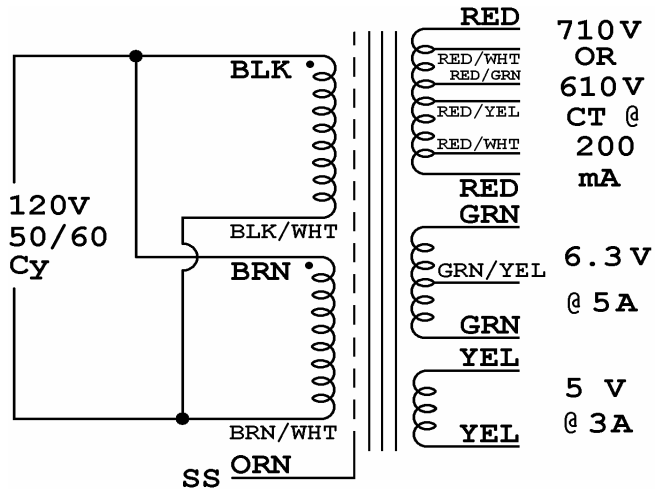 RED
710V
OR
610V
CT @
200
mA
RED/WHT
RED/GRN
RED/YEL
RED/WHT
RED
BLK
BLK/WHT
120V
50/60
Cy
BRN
BRN/WHT
SS ORN
GRN
GRN/YEL
GRN
6.3V
@ 5A
YEL
YEL
5 V
@ 3A